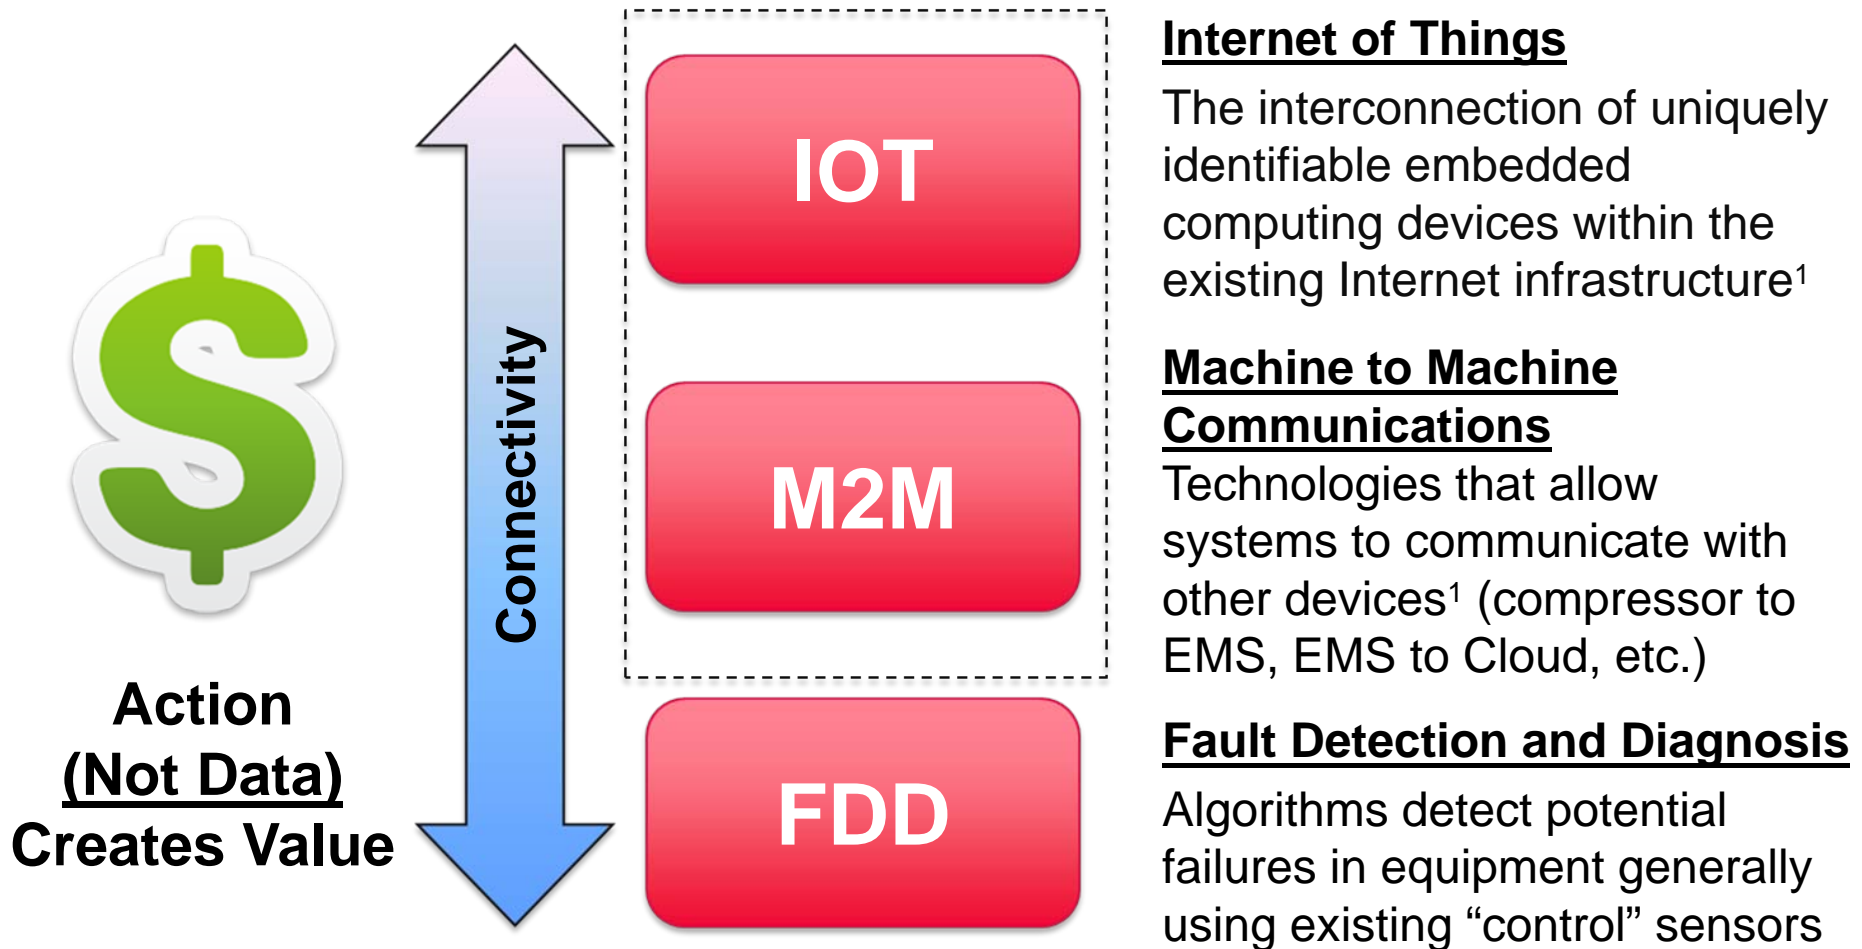 Action
(Not Data)
Creates Value
Connectivity
IOT
M2M
FDD
Internet of Things
The interconnection of uniquely
identifiable embedded
computing devices within the
existing Internet infrastructure¹
Machine to Machine
Communications
Technologies that allow
systems to communicate with
other devices¹ (compressor to
EMS, EMS to Cloud, etc.)
Fault Detection and Diagnosis
Algorithms detect potential
failures in equipment generally
using existing “control” sensors